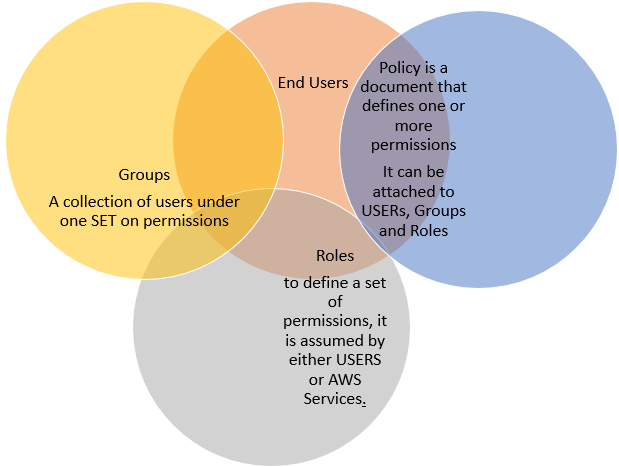 End Users
Policy is a
document that
defines one or
more
permissions
It can be
attached to
USERs, Groups
and Roles
Groups
A collection of users under
one SET on permissions
Roles
to define a set
of
permissions, it
is assumed by
either USERS
or AWS
Services.